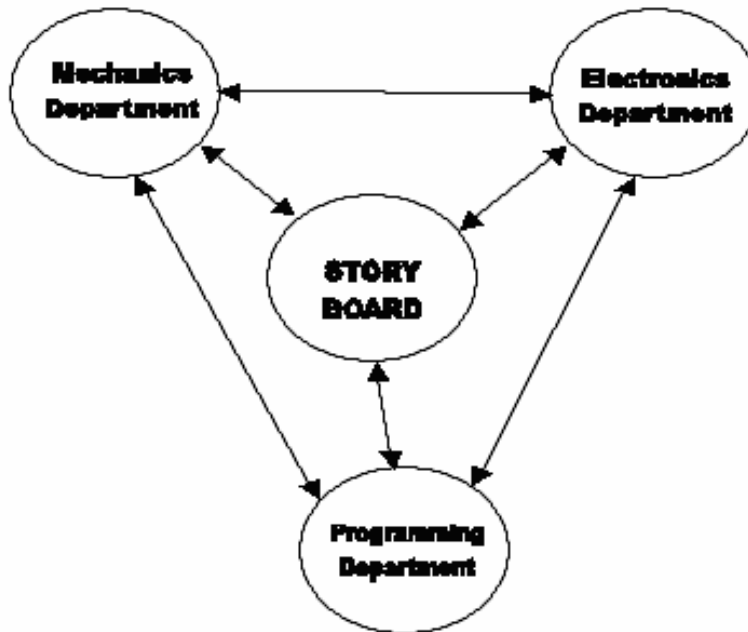 Mechanics
Department
Electronics
Department
STORY
BOARD
Programming
Department